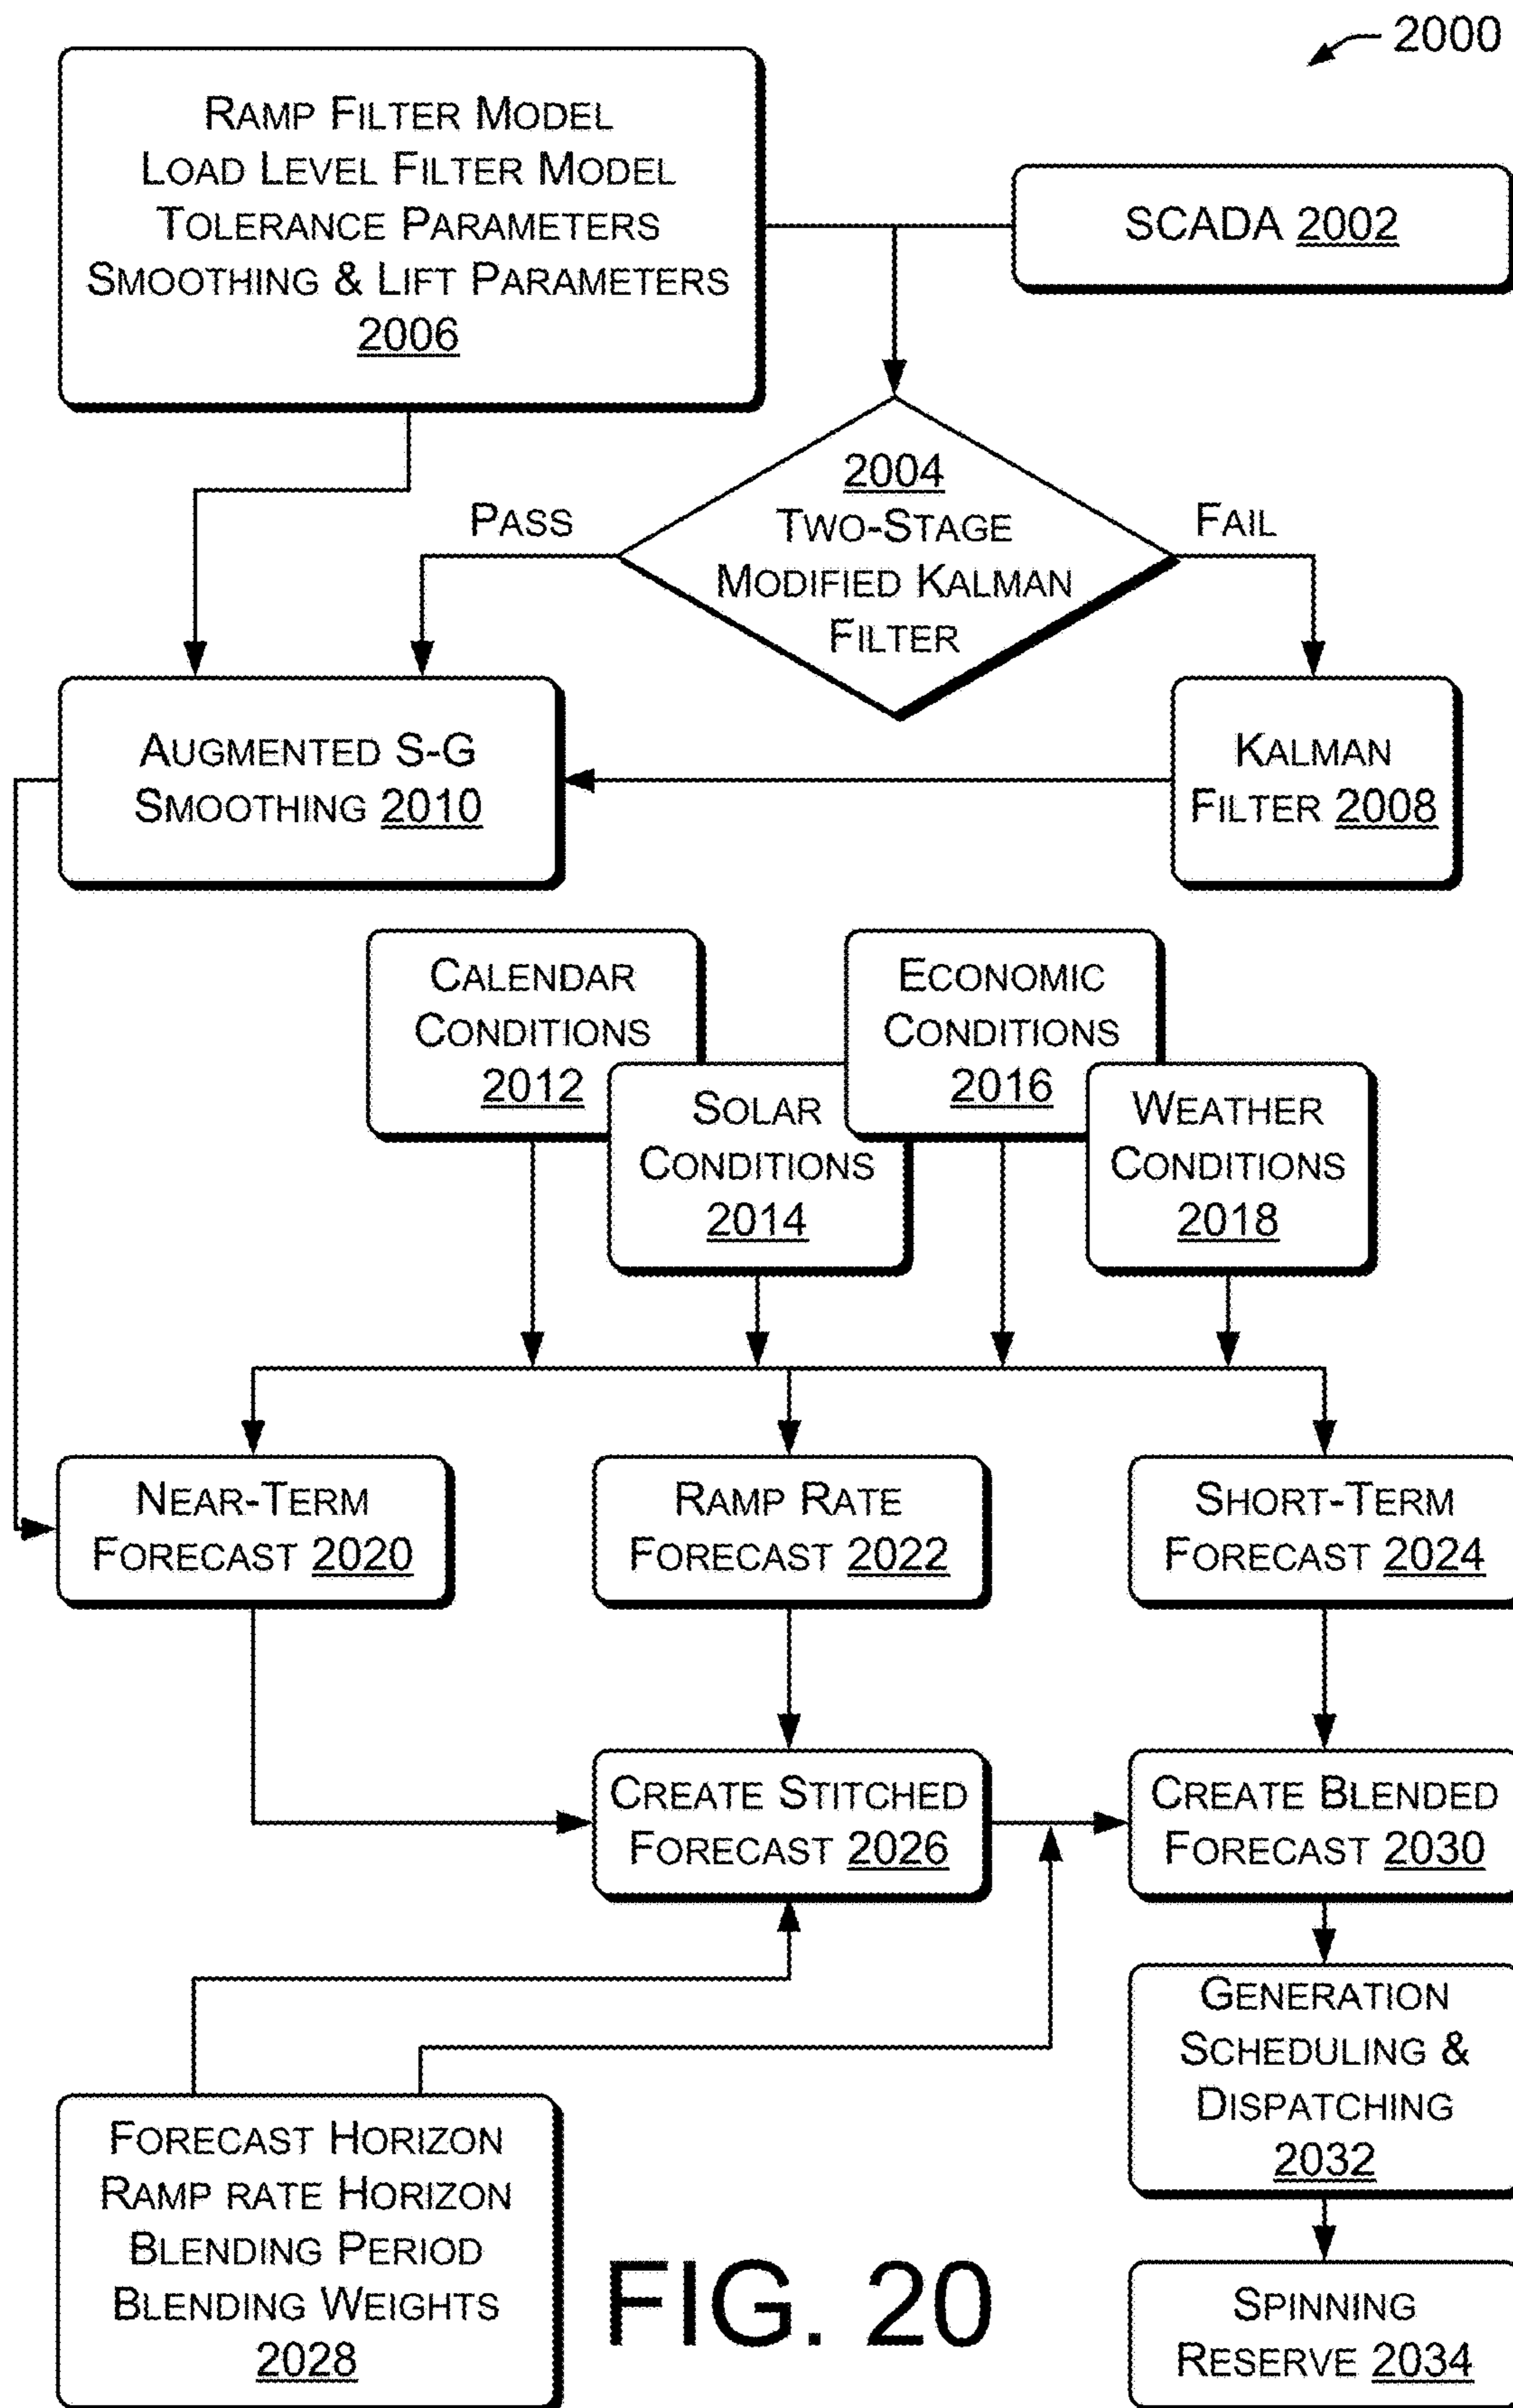 2000
RAMP FILTER MODEL
LOAD LEVEL FILTER MODEL
TOLERANCE PARAMETERS
SMOOTHING & LIFT PARAMETERS
2006
SCADA 2002
2004
TWO-STAGE
MODIFIED KALMAN
FILTER
PASS
FAIL
AUGMENTED S-G
SMOOTHING 2010
KALMAN
FILTER 2008
CALENDAR
CONDITIONS
2012
SOLAR
CONDITIONS
2014
ECONOMIC
CONDITIONS
2016
WEATHER
CONDITIONS
2018
NEAR-TERM
FORECAST 2020
RAMP RATE
FORECAST 2022
SHORT-TERM
FORECAST 2024
CREATE STITCHED
FORECAST 2026
CREATE BLENDED
FORECAST 2030
GENERATION
SCHEDULING &
DISPATCHING
2032
FORECAST HORIZON
RAMP RATE HORIZON
BLENDING PERIOD
BLENDING WEIGHTS
2028
SPINNING
RESERVE 2034
FIG. 20